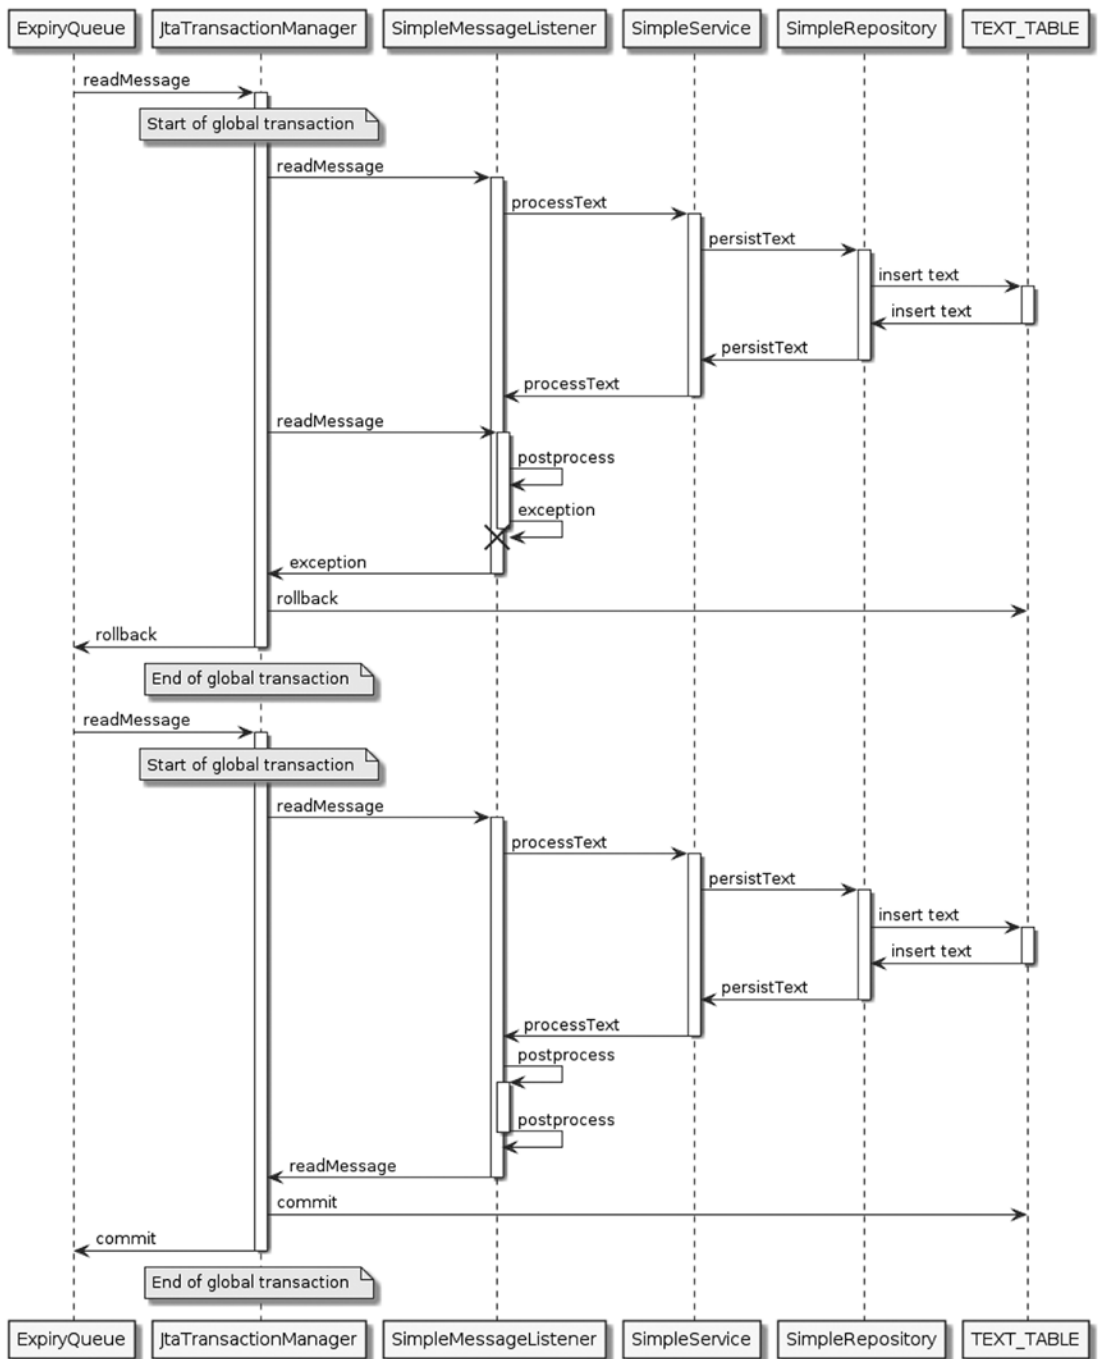 ExpiryQueue
JtaTransactionManager
SimpleMessageListener
SimpleService
SimpleRepository
TEXT_TABLE
readMessage
Start of global transaction
readMessage
processText
persistText
insert text
insert text
persistText
processText
readMessage
postprocess
exception
exception
rollback
rollback
End of global transaction
readMessage
Start of global transaction
readMessage
processText
persistText
insert text
insert text
persistText
processText
postprocess
postprocess
readMessage
commit
commit
End of global transaction
ExpiryQueue
JtaTransactionManager
SimpleMessageListener
SimpleService
SimpleRepository
TEXT_TABLE